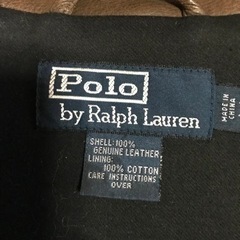 Polo
by Ralph Lauren
MADE IN
CHINA
SHELL: 100%
GENUINE LEATHER
LINING:
100% COTTON
CARE INSTRUCTIONS
OVER